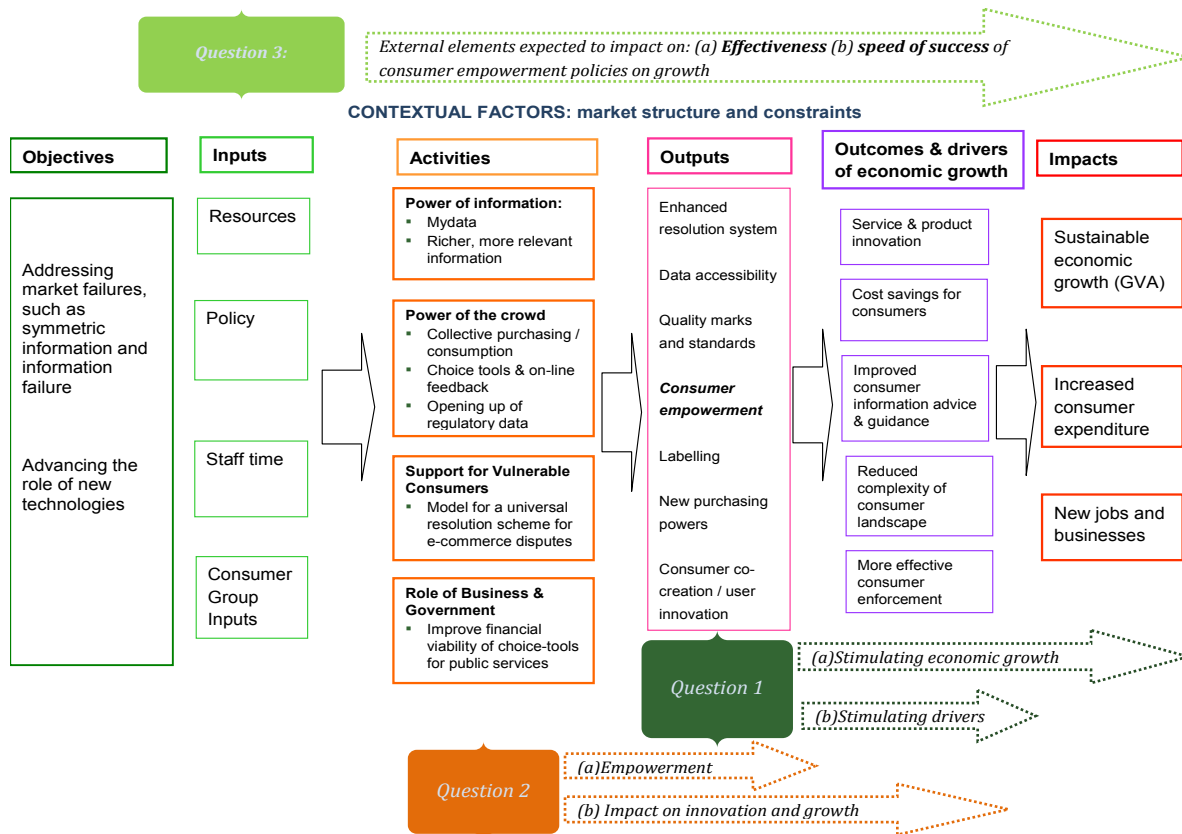 Question 3:
External elements expected to impact on: (a) Effectiveness (b) speed of success of
consumer empowerment policies on growth
CONTEXTUAL FACTORS: market structure and constraints
Objectives
Inputs
Activities
Outputs
Outcomes & drivers
of economic growth
Impacts
Addressing
market failures,
such as
symmetric
information and
information
failure
Advancing the
role of new
technologies
Resources
Policy
Staff time
Consumer
Group
Inputs
Power of information:
▪ Mydata
▪ Richer, more relevant
information
Power of the crowd
▪ Collective purchasing /
consumption
▪ Choice tools & on-line
feedback
▪ Opening up of
regulatory data
Support for Vulnerable
Consumers
▪ Model for a universal
resolution scheme for
e-commerce disputes
Role of Business &
Government
▪ Improve financial
viability of choice-tools
for public services
Enhanced
resolution system
Data accessibility
Quality marks
and standards
Consumer
empowerment
Labelling
New purchasing
powers
Consumer co-
creation / user
innovation
Service & product
innovation
Cost savings for
consumers
Improved
consumer
information advice
& guidance
Reduced
complexity of
consumer
landscape
More effective
consumer
enforcement
Sustainable
economic
growth (GVA)
Increased
consumer
expenditure
New jobs and
businesses
Question 1
(a)Stimulating economic growth
(b)Stimulating drivers
Question 2
(a)Empowerment
(b) Impact on innovation and growth